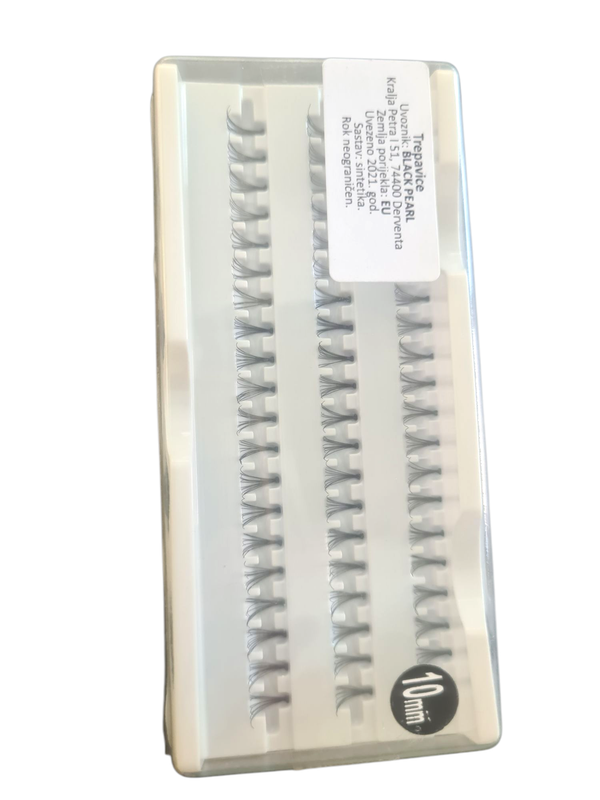 Trepavice
Uvoznik: BLACK PEARL
Kralja Petra I 51, 74400 Derventa
Zemlja porijekla: EU
Uvezeno 2021. god.
Sastav: sintetika.
Rok neograničen.
10mm